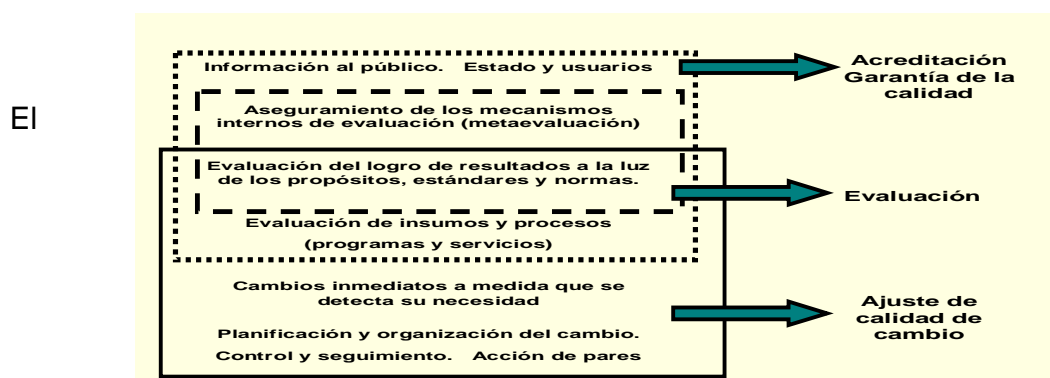 El
Información al público. Estado y usuarios
Aseguramiento de los mecanismos
internos de evaluación (metaevaluación)
Evaluación del logro de resultados a la luz
de los propósitos, estándares y normas.
Evaluación de insumos y procesos
(programas y servicios)
Cambios inmediatos a medida que se
detecta su necesidad
Planificación y organización del cambio.
Control y seguimiento. Acción de pares
Acreditación
Garantía de la
calidad
Evaluación
Ajuste de
calidad de
cambio